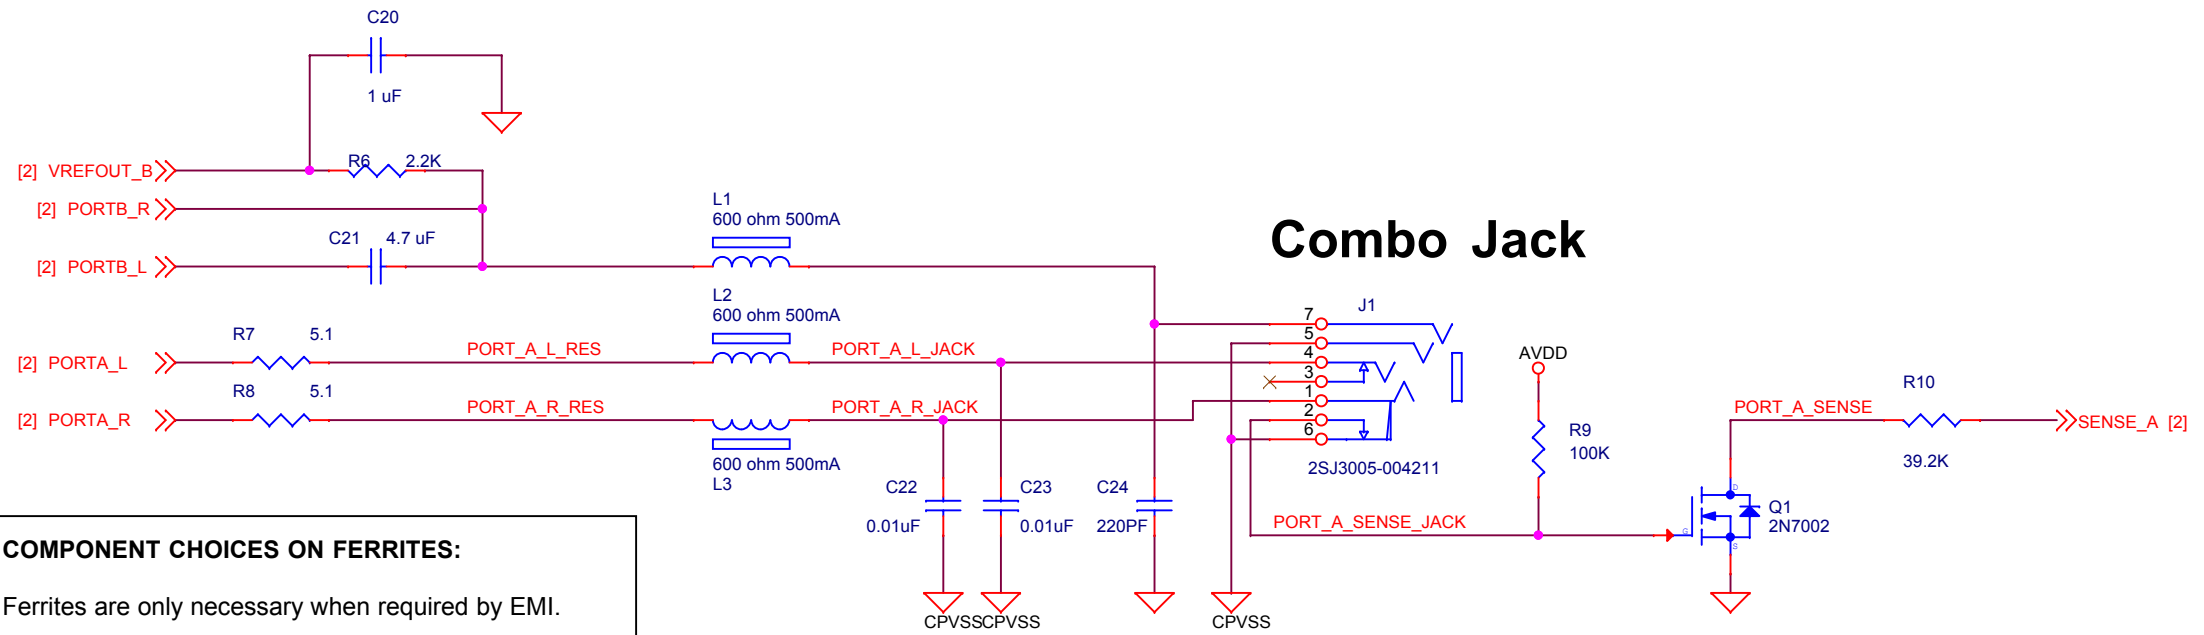 C20
1 uF
[2] VREFOUT_B
R6 2.2K
[2] PORTB_R
C21 4.7 uF
[2] PORTB_L
L1
600 ohm 500mA
L2
600 ohm 500mA
R7 5.1
[2] PORTA_L
PORT_A_L_RES
PORT_A_L_JACK
R8 5.1
[2] PORTA_R
PORT_A_R_RES
PORT_A_R_JACK
600 ohm 500mA
L3
Combo Jack
J1
7
5
4
3
1
2
6
2SJ3005-004211
C22
0.01uF
C23
0.01uF
C24
220PF
CPVSS
CPVSS
CPVSS
PORT_A_SENSE_JACK
AVDD
R9
100K
PORT_A_SENSE
R10
39.2K
SENSE_A [2]
D
G
S
Q1
2N7002
COMPONENT CHOICES ON FERRITES:
Ferrites are only necessary when required by EMI.